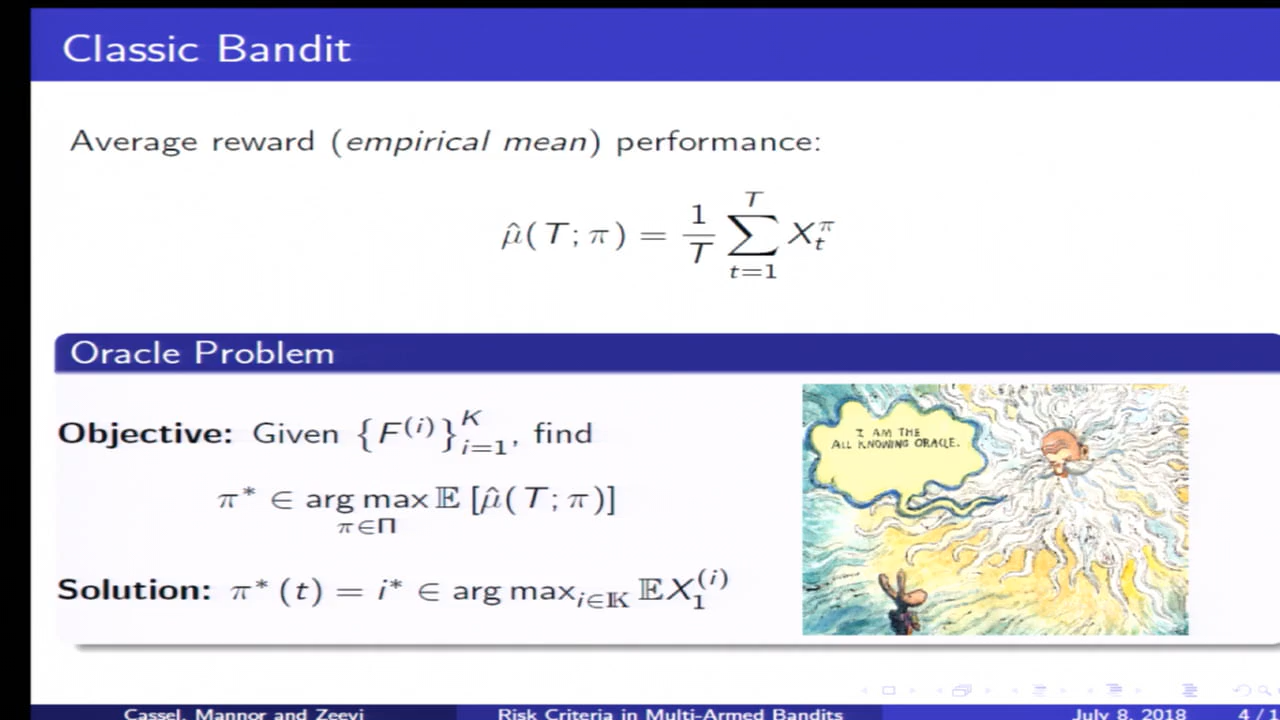 Classic Bandit
Average reward (empirical mean) performance:
μ̂(T; π) = 1/T ∑_{t=1}^{T} X_t^π
Oracle Problem
Objective: Given {F^{(i)}}_{i=1}^{K}, find
π* ∈ arg max_{π∈Π} 𝔼 [μ̂(T; π)]
Solution: π* (t) = i* ∈ arg max_{i∈𝕂} 𝔼X_1^{(i)}
I AM THE
ALL KNOWING ORACLE.
Cassel, Mannor and Zeevi
Risk Criteria in Multi-Armed Bandits
July 8, 2018
4 / 1